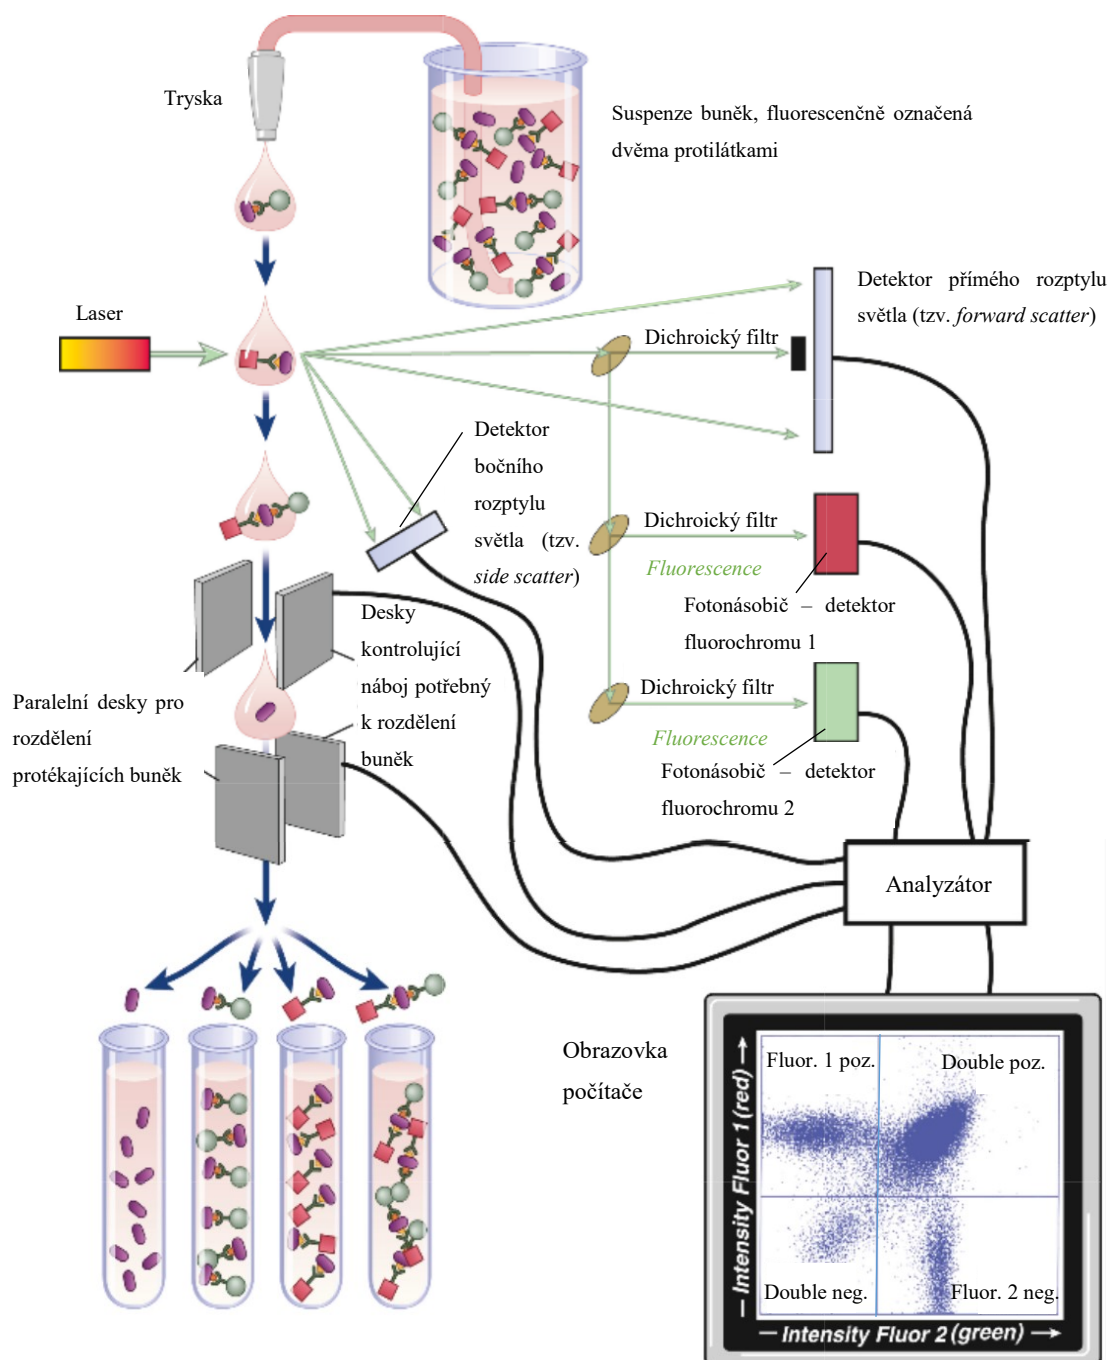 Tryska
Suspenze buněk, fluorescenčně označená
dvěma protilátkami
Laser
Detektor přímého rozptylu
světla (tzv. forward scatter)
Dichroický filtr
Detektor
bočního
rozptylu
světla (tzv.
side scatter)
Dichroický filtr
Fluorescence
Fotonásobič – detektor
fluorochromu 1
Desky
kontrolující
náboj potřebný
k rozdělení
buněk
Paralelní desky pro
rozdělení
protékajících buněk
Dichroický filtr
Fluorescence
Fotonásobič – detektor
fluorochromu 2
Analyzátor
Obrazovka
počítače
Fluor. 1 poz.
Double poz.
Double neg.
Fluor. 2 neg.
Intensity Fluor 1 (red)
Intensity Fluor 2 (green)